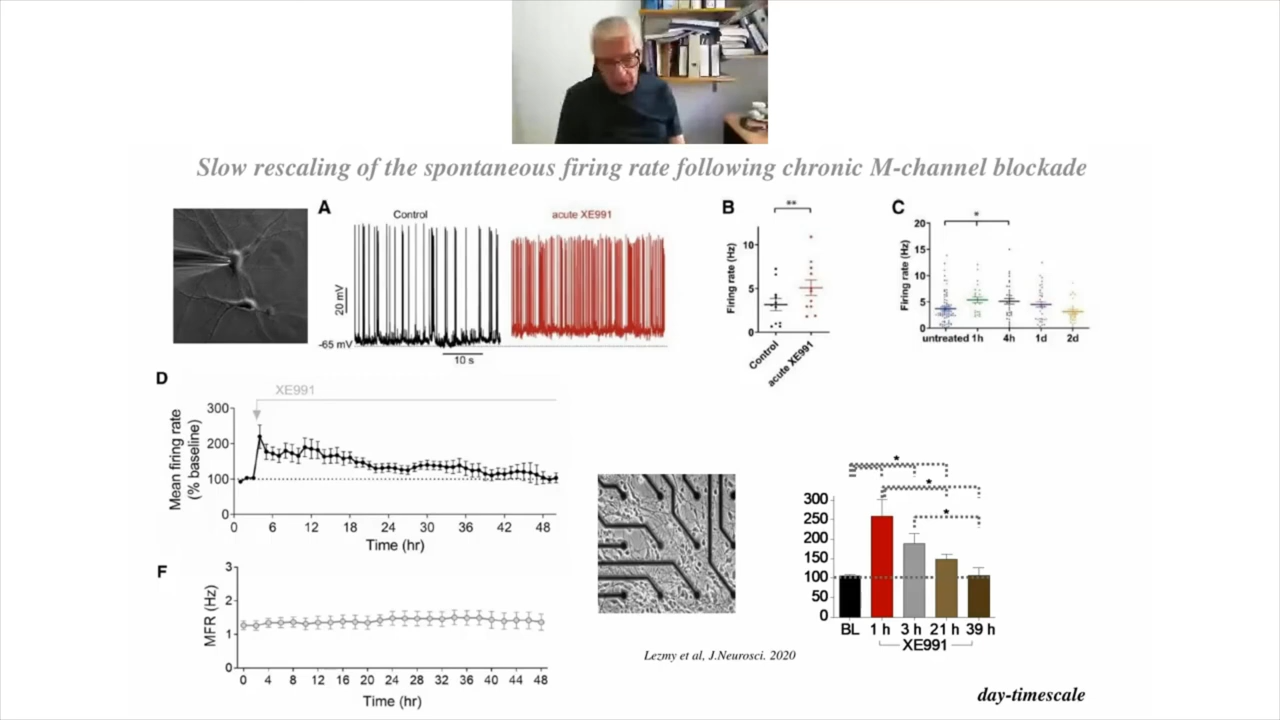 Slow rescaling of the spontaneous firing rate following chronic M-channel blockade
A
Control
acute XE991
20 mV
-65 mV
10 s
B
**
Firing rate (Hz)
10
5
0
Control
acute XE991
C
*
Firing rate (Hz)
20
15
10
5
0
untreated 1h 4h 1d 2d
D
XE991
Mean firing rate
(% baseline)
300
200
100
0
0 6 12 18 24 30 36 42 48
Time (hr)
F
MFR (Hz)
3
2
1
0
0 4 8 12 16 20 24 28 32 36 40 44 48
Time (hr)
*
*
*
300
250
200
150
100
50
0
BL 1 h 3 h 21 h 39 h
XE991
Lezmy et al, J.Neurosci. 2020
day-timescale